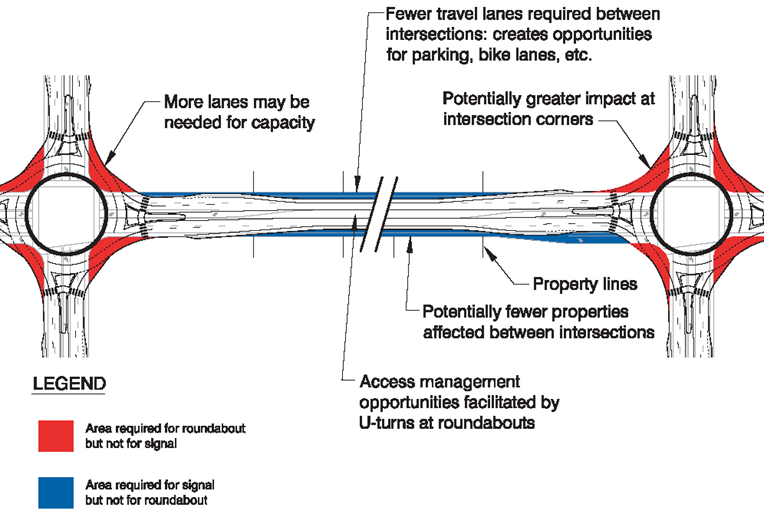 Fewer travel lanes required between
intersections: creates opportunities
for parking, bike lanes, etc.
More lanes may be
needed for capacity
Potentially greater impact at
intersection corners
Property lines
Potentially fewer properties
affected between intersections
Access management
opportunities facilitated by
U-turns at roundabouts
LEGEND
Area required for roundabout
but not for signal
Area required for signal
but not for roundabout